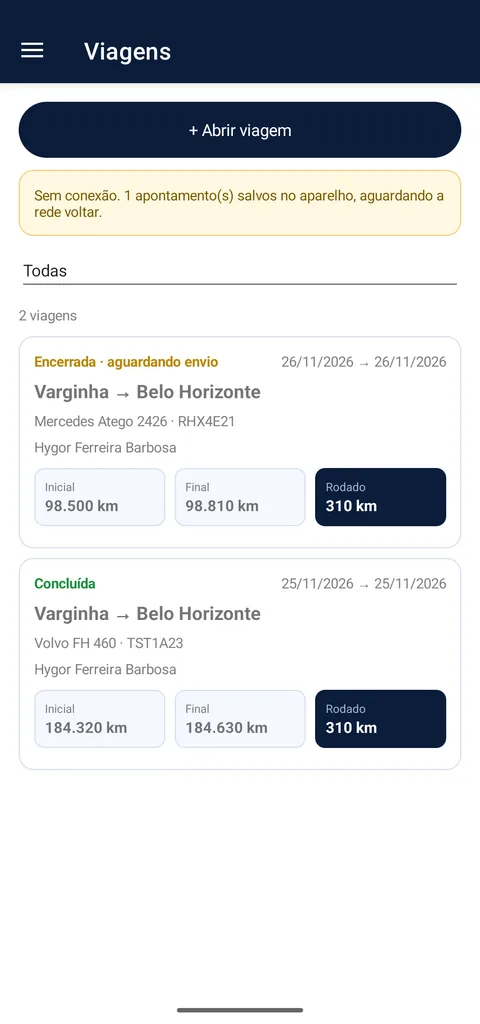 Viagens
+ Abrir viagem
Sem conexão. 1 apontamento(s) salvos no aparelho, aguardando a
rede voltar.
Todas
2 viagens
Encerrada · aguardando envio 26/11/2026 → 26/11/2026
Varginha → Belo Horizonte
Mercedes Atego 2426 · RHX4E21
Hygor Ferreira Barbosa
Inicial Final Rodado
98.500 km 98.810 km 310 km
Concluída 25/11/2026 → 25/11/2026
Varginha → Belo Horizonte
Volvo FH 460 · TST1A23
Hygor Ferreira Barbosa
Inicial Final Rodado
184.320 km 184.630 km 310 km